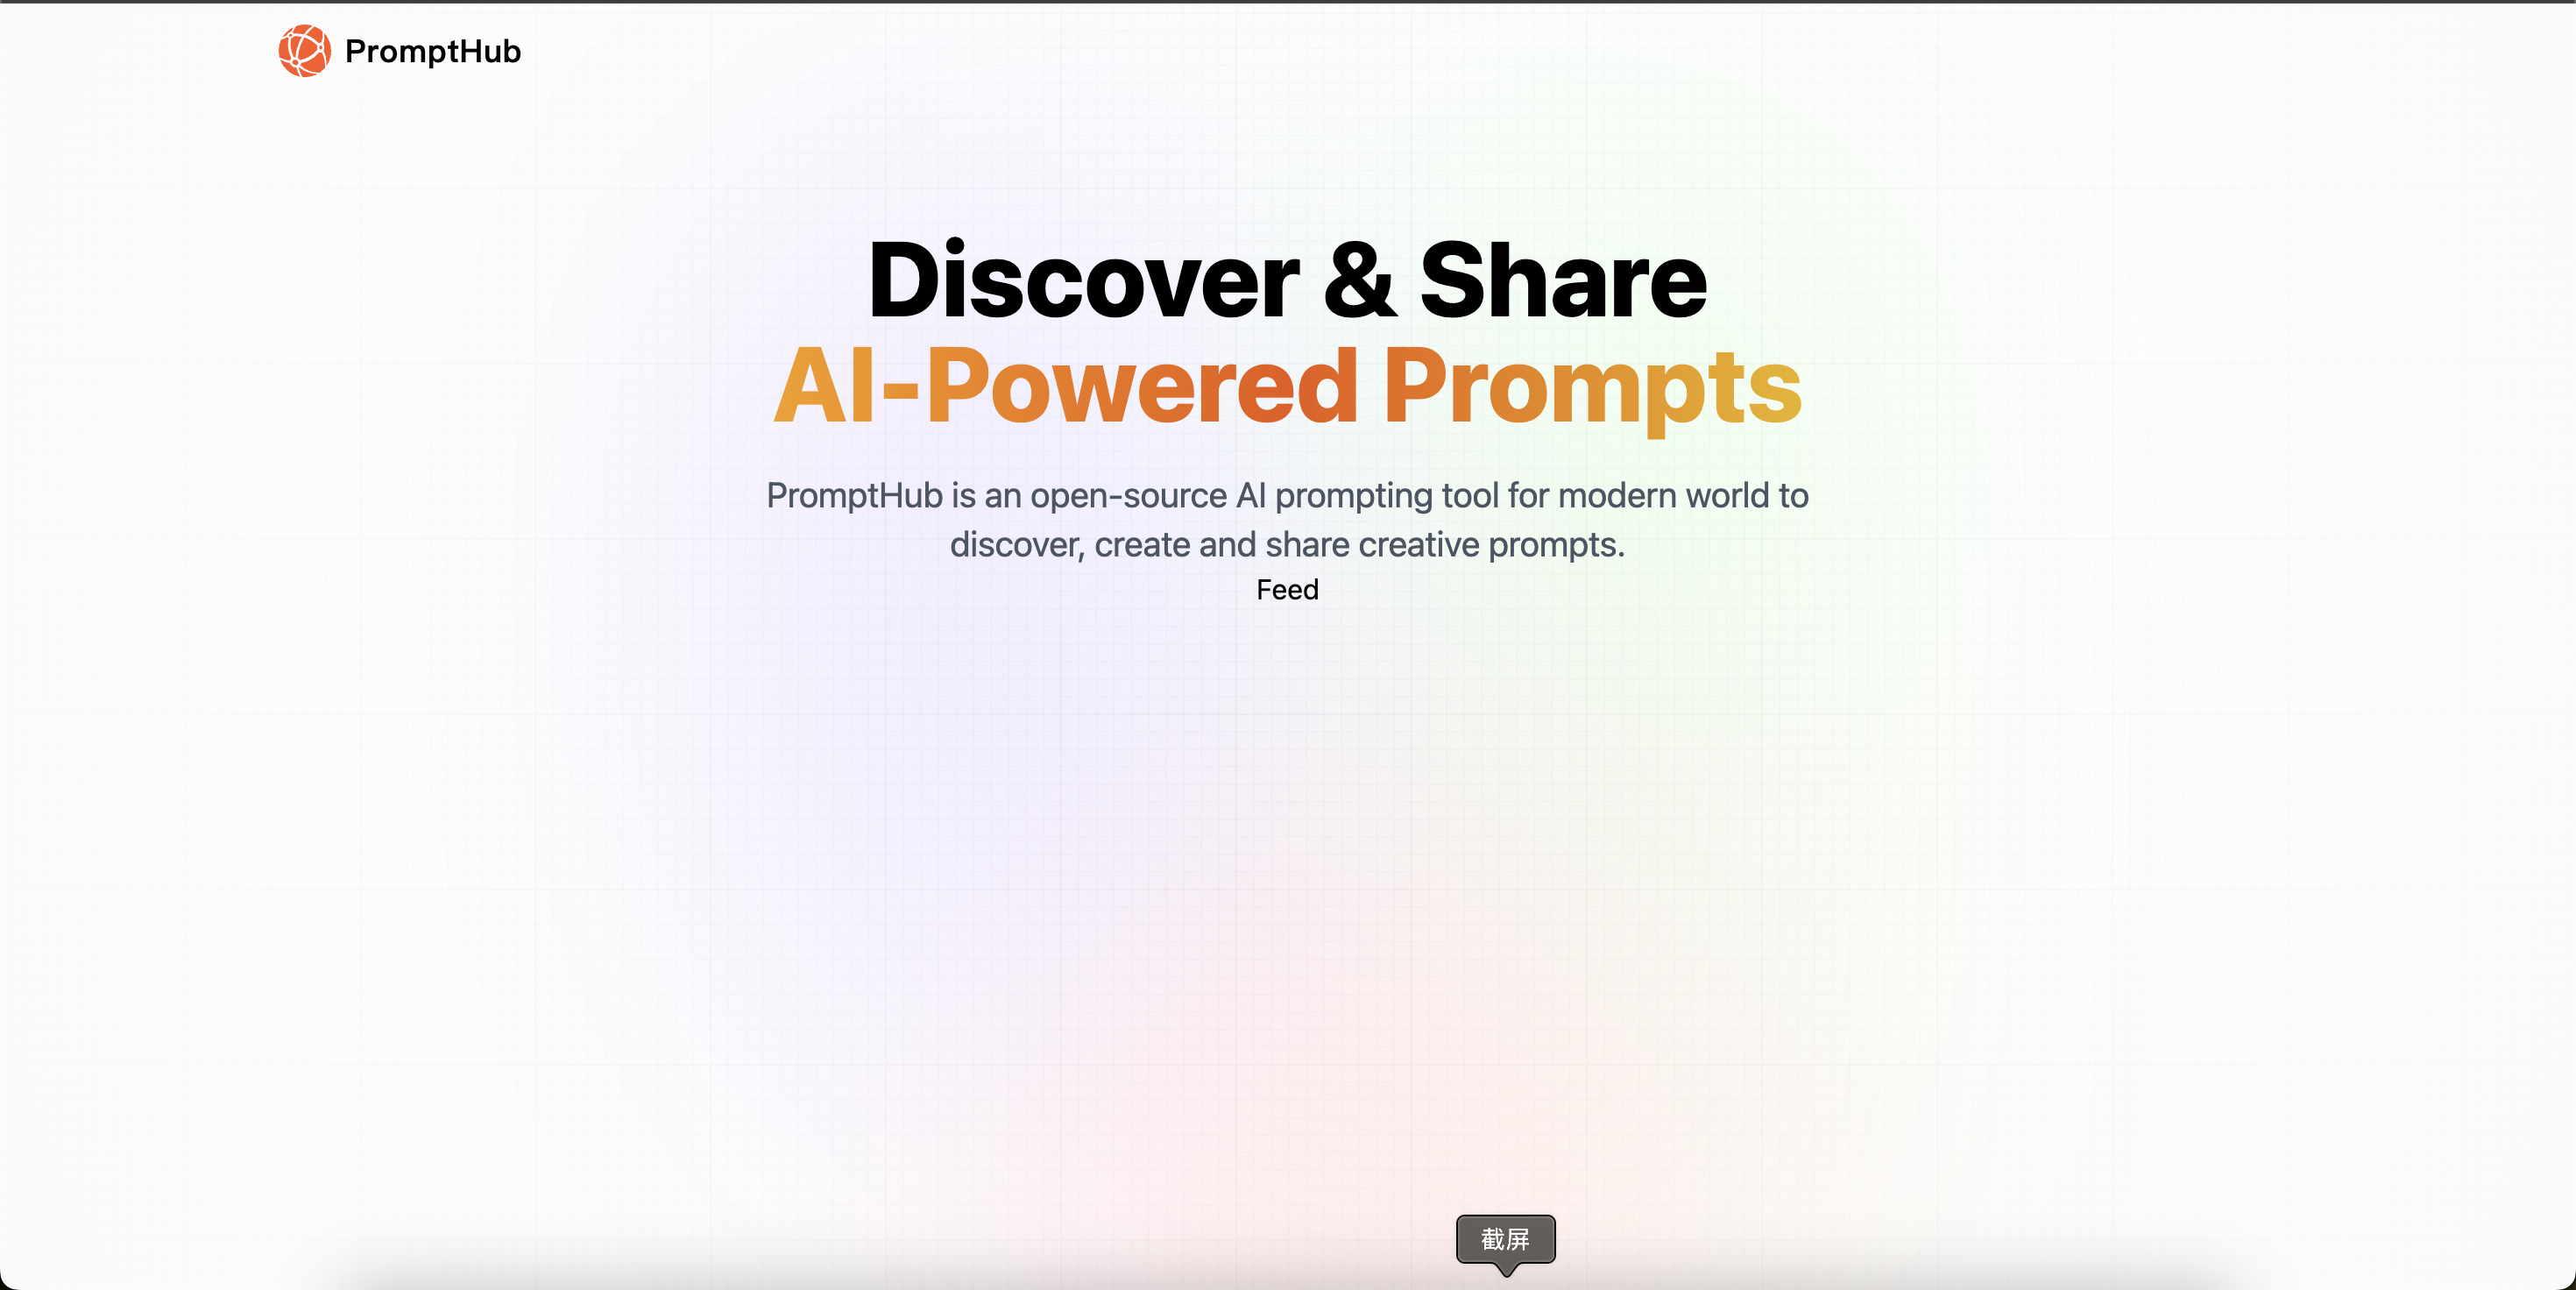 PromptHub
Discover & Share
AI-Powered Prompts
PromptHub is an open-source AI prompting tool for modern world to
discover, create and share creative prompts.
Feed
截屏